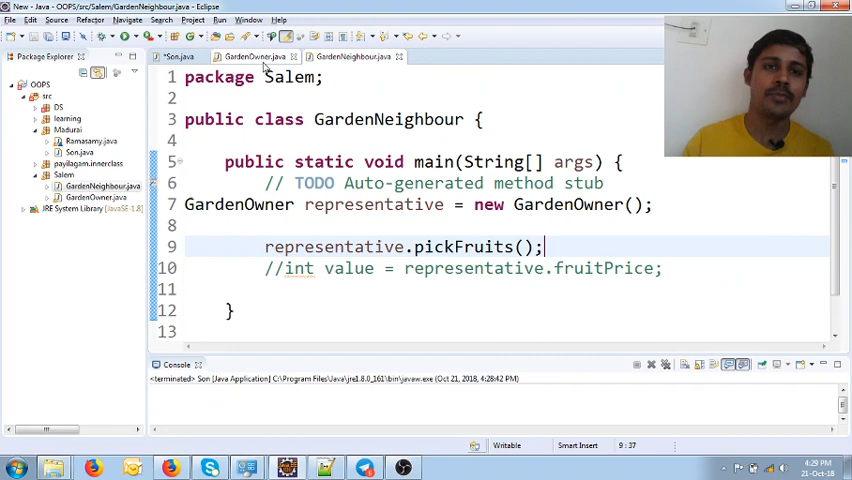 New - Java - OOPS/src/Salem/GardenNeighbour.java - Eclipse
File Edit Source Refactor Navigate Search Project Run Window Help
Package Explorer
*Son.java GardenOwner.java GardenNeighbour.java
OOPS
src
DS
learning
Madurai
Ramasamy.java
Son.java
payilagam.innerclass
Salem
GardenNeighbour.java
GardenOwner.java
JRE System Library [JavaSE-1.8]
1 package Salem;
2
3 public class GardenNeighbour {
4
5 public static void main(String[] args) {
6 // TODO Auto-generated method stub
7 GardenOwner representative = new GardenOwner();
8
9 representative.pickFruits();
10 //int value = representative.fruitPrice;
11
12 }
13
Console
<terminated> Son [Java Application] C:\Program Files\Java\jre1.8.0_161\bin\javaw.exe (Oct 21, 2018, 4:28:42 PM)
Writable Smart Insert 9 : 37
4:29 PM
21-Oct-18